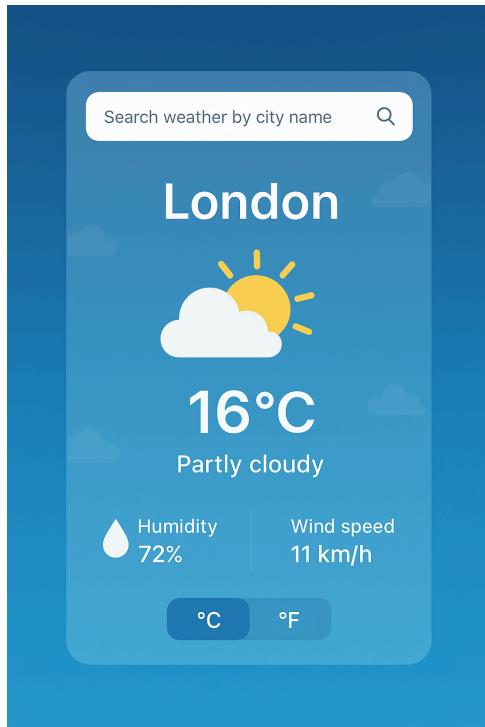 Search weather by city name
London
16°C
Partly cloudy
Humidity
72%
Wind speed
11 km/h
°C
°F